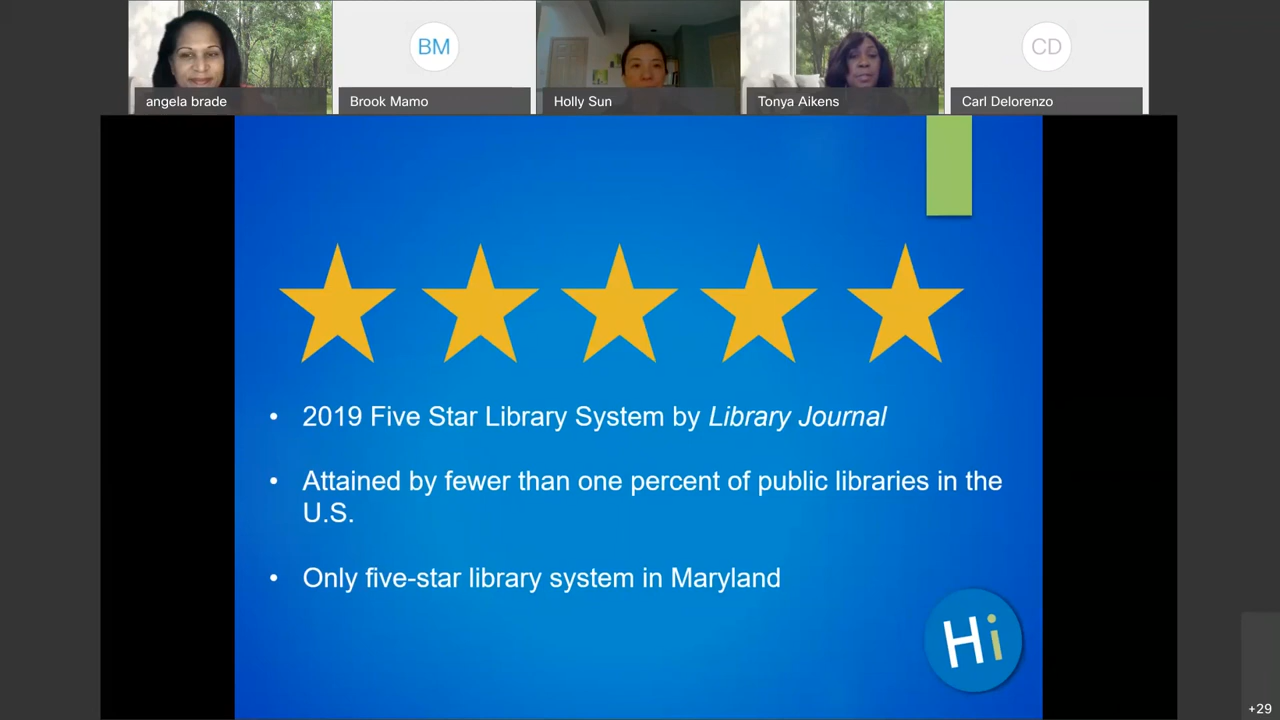 angela brade
BM
Brook Mamo
Holly Sun
Tonya Aikens
CD
Carl Delorenzo
• 2019 Five Star Library System by Library Journal
• Attained by fewer than one percent of public libraries in the
U.S.
• Only five-star library system in Maryland
Hi
+29